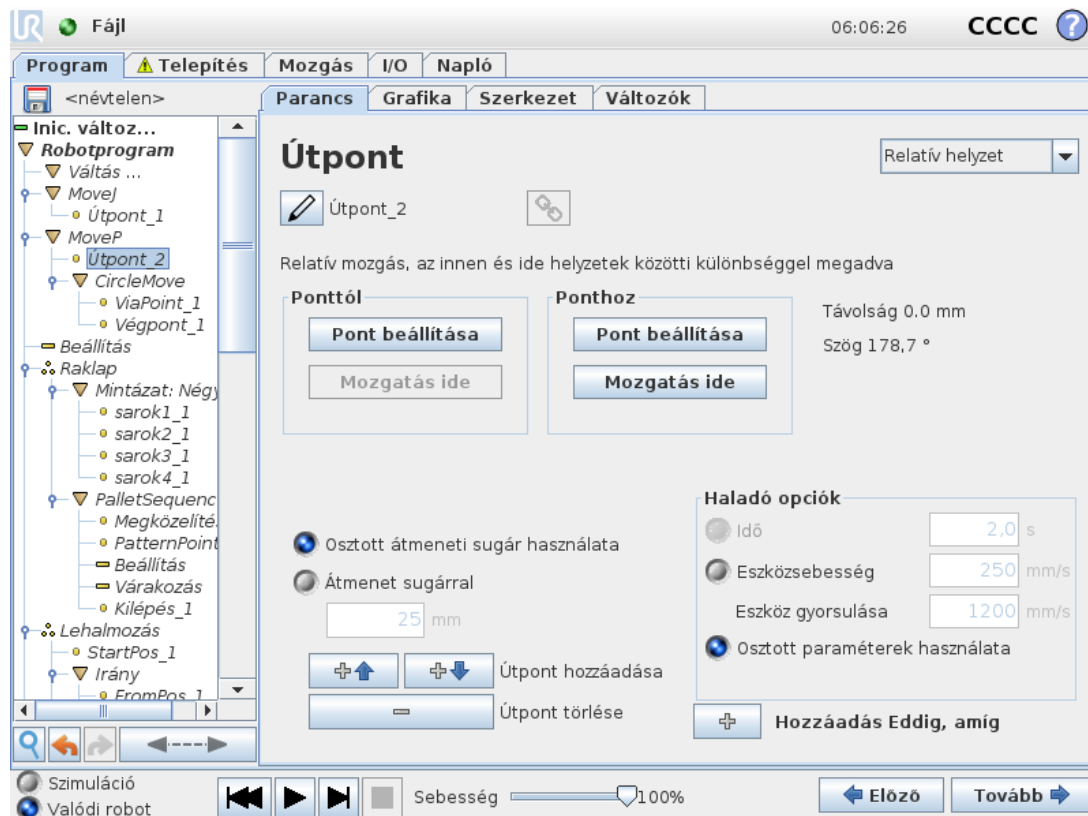 UR Fájl 06:06:26 CCCC ?
Program Telepítés Mozgás I/O Napló
<névtelen>
Parancs Grafika Szerkezet Változók
Inic. változ...
Robotprogram
Váltás ...
MoveJ
Útpont_1
MoveP
Útpont_2
CircleMove
ViaPoint_1
Végpont_1
Beállítás
Raklap
Mintázat: Négy
sarok1_1
sarok2_1
sarok3_1
sarok4_1
PalletSequenc
Megközelíté.
PatternPoint
Beállítás
Várakozás
Kilépés_1
Lehalmozás
StartPos_1
Irány
FromPos_1
Útpont
Relatív helyzet
Útpont_2
Relatív mozgás, az innen és ide helyzetek közötti különbséggel megadva
Ponttól
Pont beállítása
Mozgatás ide
Ponthoz
Pont beállítása
Mozgatás ide
Távolság 0.0 mm
Szög 178,7 °
Osztott átmeneti sugár használata
Átmenet sugárral
25 mm
Útpont hozzáadása
Útpont törlése
Haladó opciók
Idő 2,0 s
Eszközsebesség 250 mm/s
Eszköz gyorsulása 1200 mm/s
Osztott paraméterek használata
Hozzáadás Eddig, amíg
Szimuláció
Valódi robot
Sebesség 100%
Előző Tovább